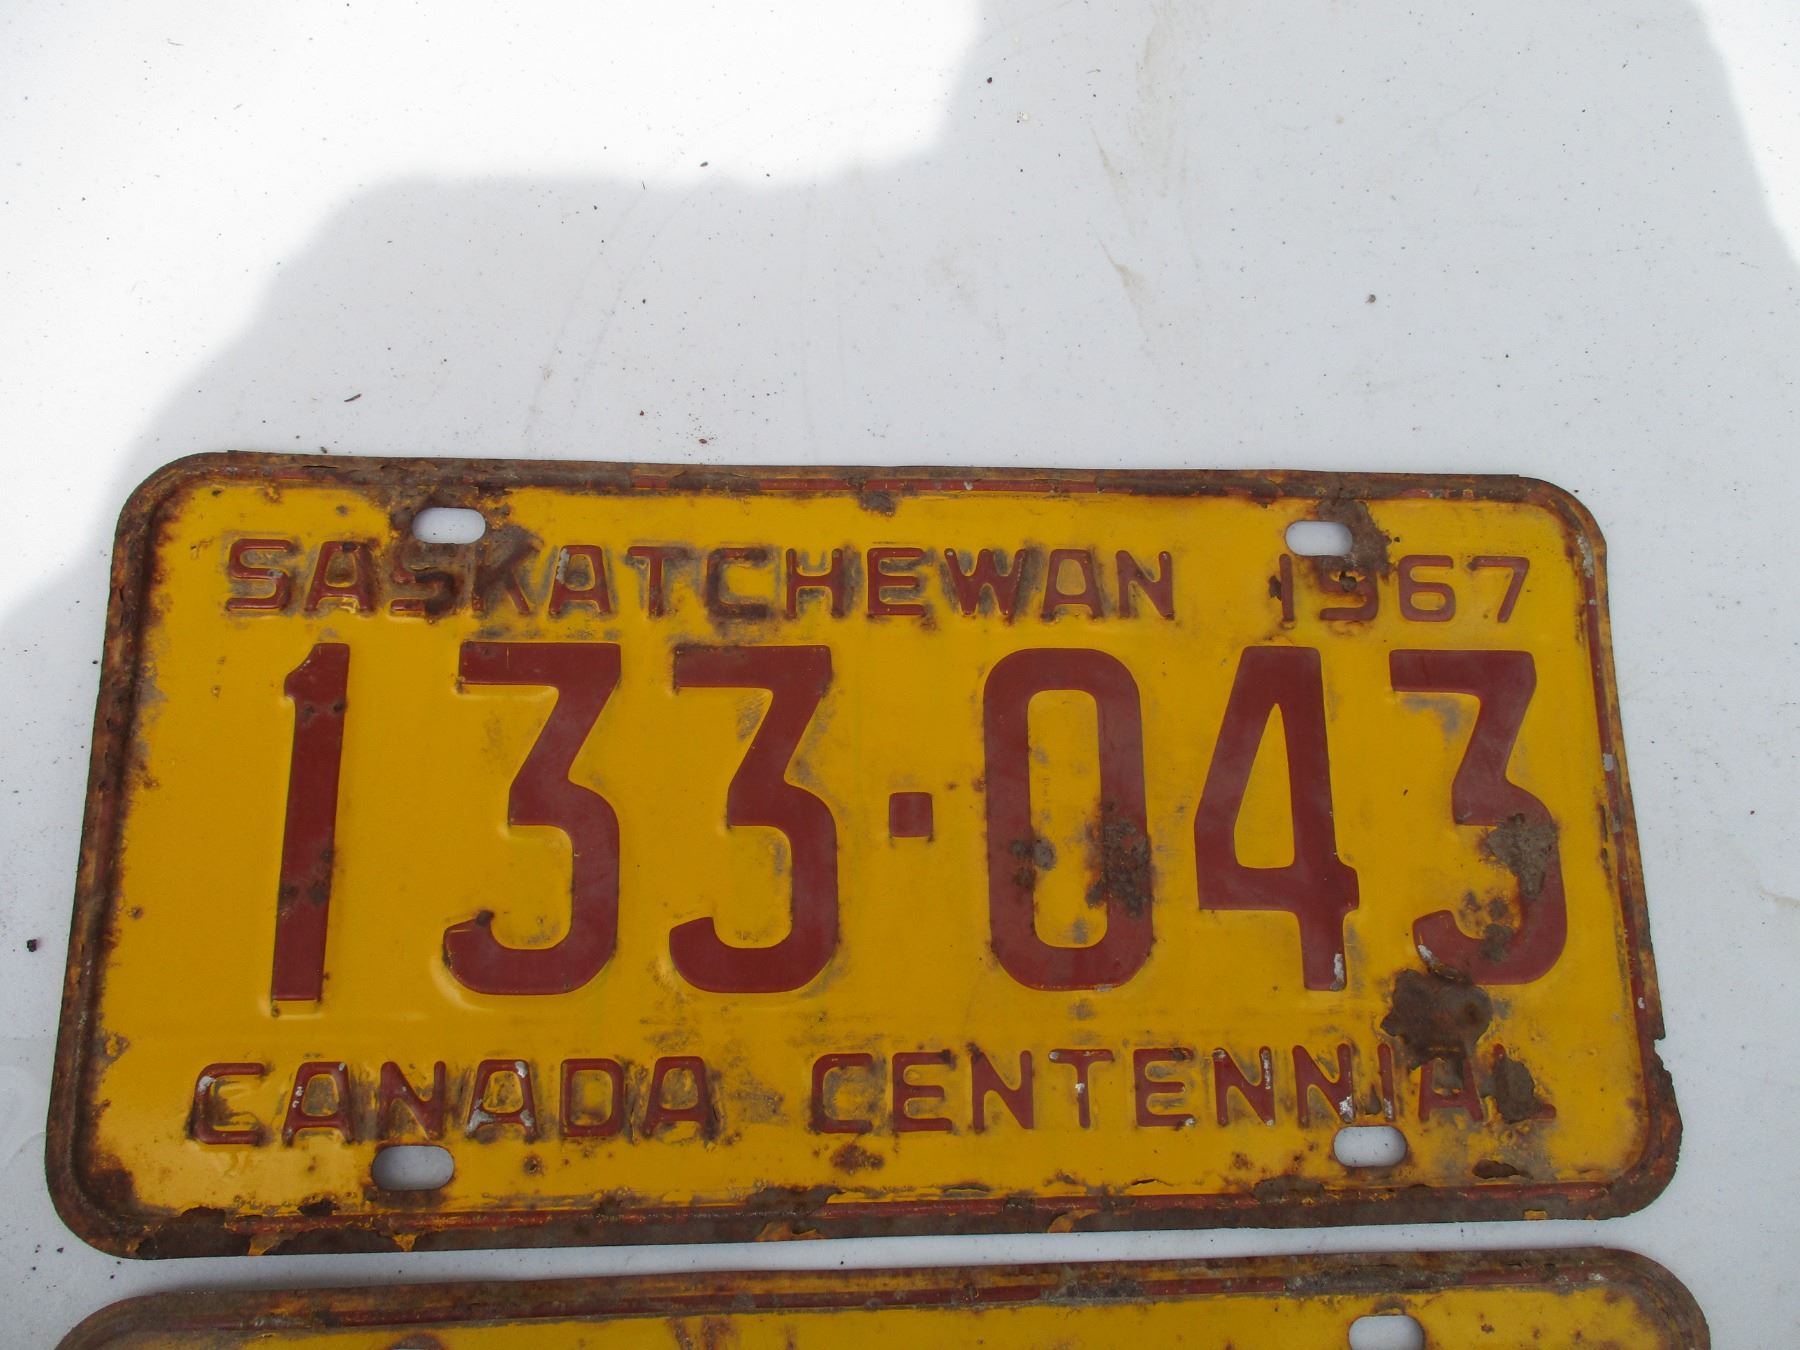 SASKATCHEWAN 1967
133·043
CANADA CENTENNIAL